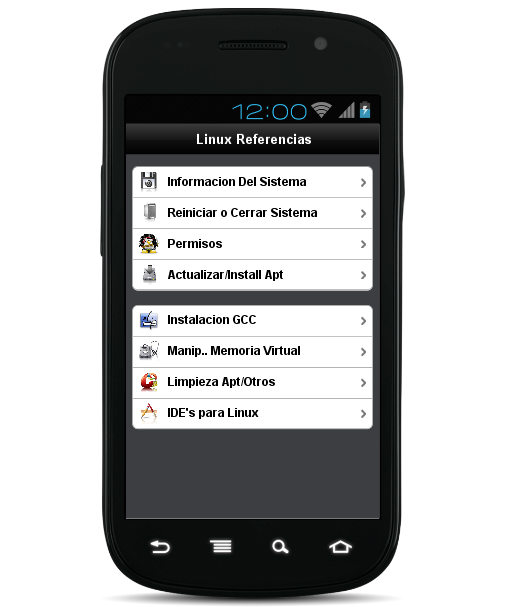 12:00
Linux Referencias
Informacion Del Sistema
Reiniciar o Cerrar Sistema
Permisos
Actualizar/Install Apt
Instalacion GCC
Manip.. Memoria Virtual
Limpieza Apt/Otros
IDE's para Linux